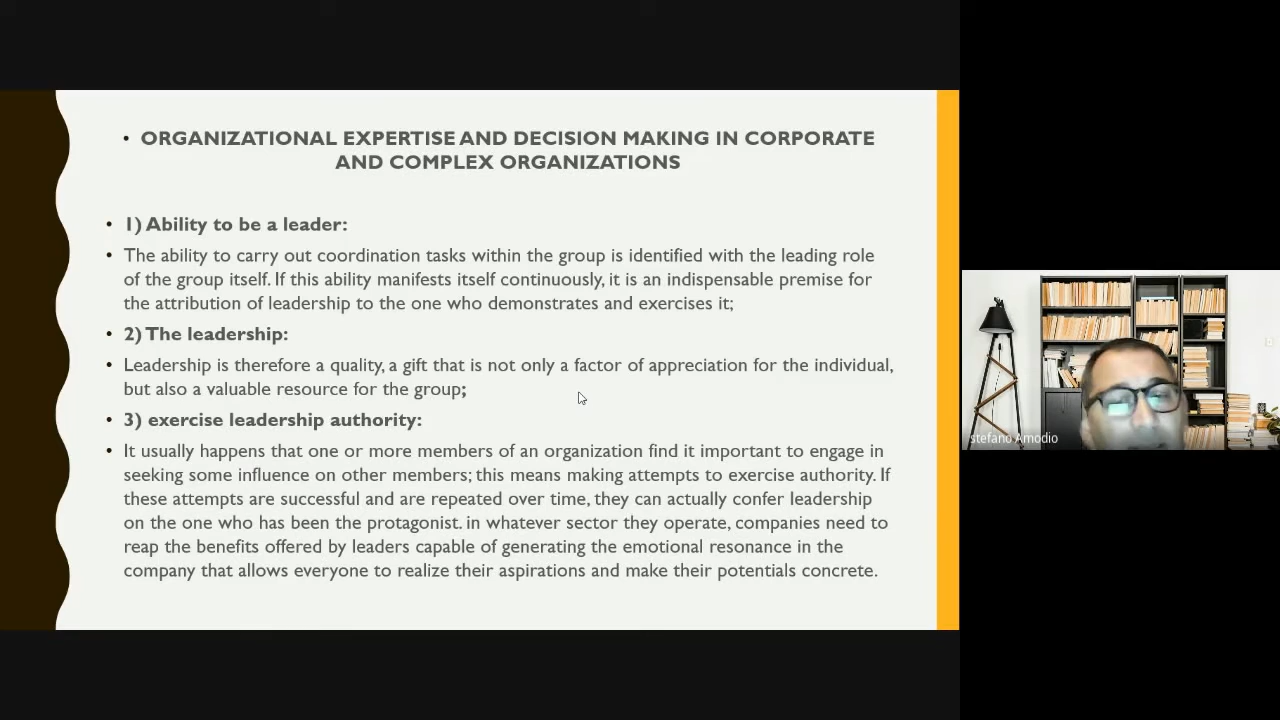 • ORGANIZATIONAL EXPERTISE AND DECISION MAKING IN CORPORATE
AND COMPLEX ORGANIZATIONS
• 1) Ability to be a leader:
• The ability to carry out coordination tasks within the group is identified with the leading role
of the group itself. If this ability manifests itself continuously, it is an indispensable premise for
the attribution of leadership to the one who demonstrates and exercises it;
• 2) The leadership:
• Leadership is therefore a quality, a gift that is not only a factor of appreciation for the individual,
but also a valuable resource for the group;
• 3) exercise leadership authority:
• It usually happens that one or more members of an organization find it important to engage in
seeking some influence on other members; this means making attempts to exercise authority. If
these attempts are successful and are repeated over time, they can actually confer leadership
on the one who has been the protagonist. in whatever sector they operate, companies need to
reap the benefits offered by leaders capable of generating the emotional resonance in the
company that allows everyone to realize their aspirations and make their potentials concrete.
stefano Amodio